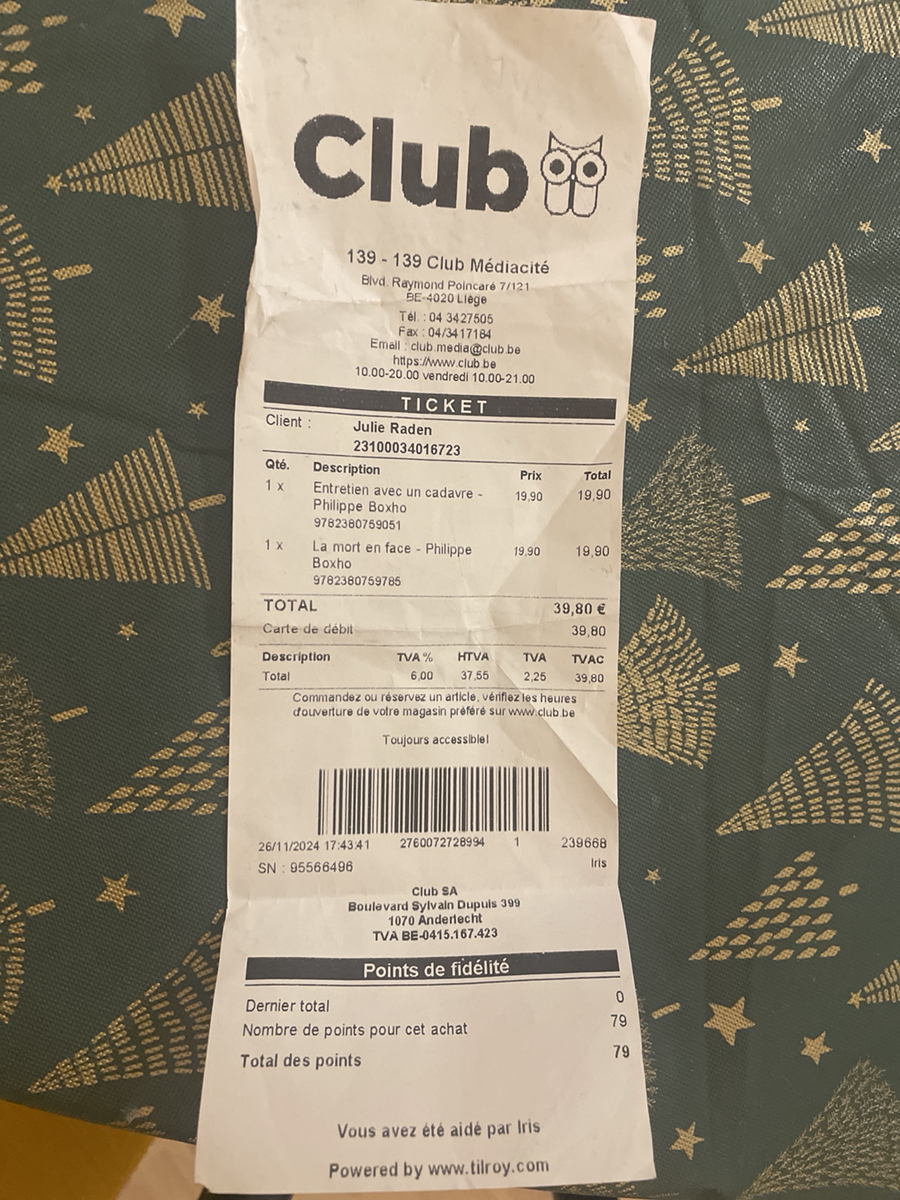 Club
139 - 139 Club Médiacité
Blvd. Raymond Poincaré 7/121
BE-4020 Liège
Tél. : 04 3427505
Fax : 04/3417184
Email : club.media@club.be
https://www.club.be
10.00-20.00 vendredi 10.00-21.00
TICKET
Client : Julie Raden
23100034016723
Qté. Description Prix Total
1 x Entretien avec un cadavre - 19,90 19,90
Philippe Boxho
9782380759051
1 x La mort en face - Philippe 19,90 19,90
Boxho
9782380759785
TOTAL 39,80 €
Carte de débit 39,80
Description TVA % HTVA TVA TVAC
Total 6,00 37,55 2,25 39,80
Commandez ou réservez un article, vérifiez les heures
d'ouverture de votre magasin préféré sur www.club.be
Toujours accessible!
26/11/2024 17:43:41 2760072728994 1 239668
SN : 95566496 Iris
Club SA
Boulevard Sylvain Dupuis 399
1070 Anderlecht
TVA BE-0415.167.423
Points de fidélité
Dernier total 0
Nombre de points pour cet achat 79
Total des points 79
Vous avez été aidé par Iris
Powered by www.tilroy.com